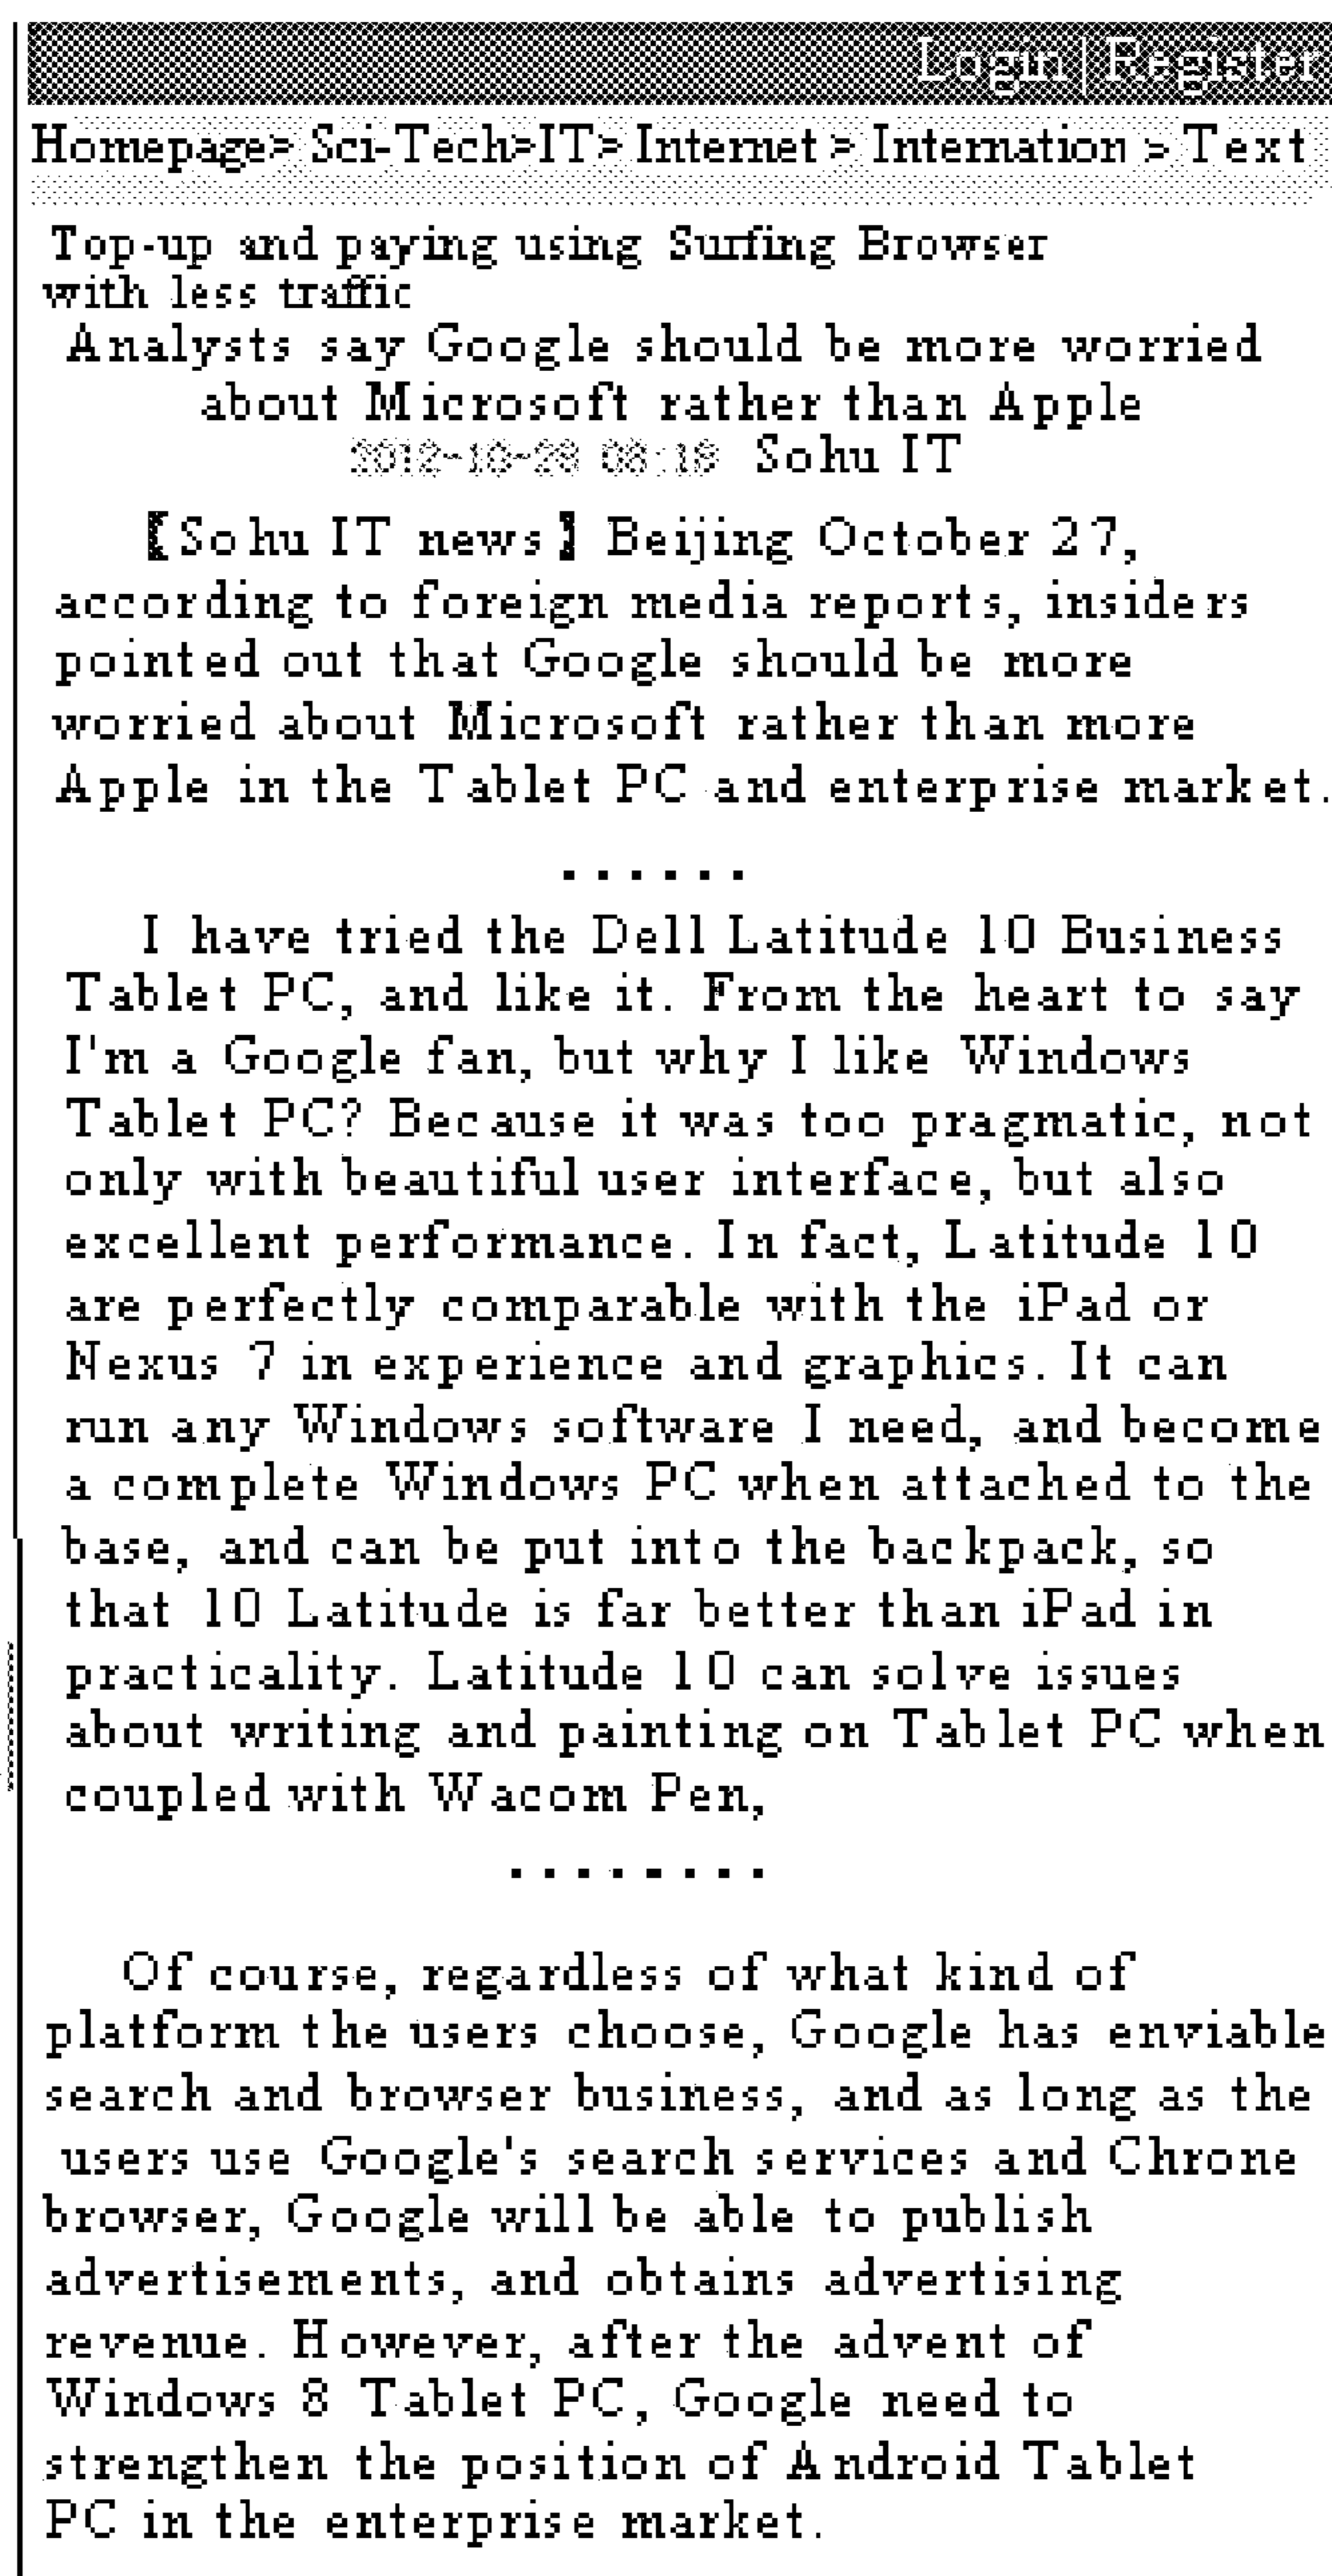 Login | Register
Homepage> Sci-Tech>IT> Internet > Internation > Text
Top-up and paying using Surfing Browser
with less traffic
Analysts say Google should be more worried
about Microsoft rather than Apple
2012-10-28 08:18 Sohu IT
【Sohu IT news】Beijing October 27,
according to foreign media reports, insiders
pointed out that Google should be more
worried about Microsoft rather than more
Apple in the Tablet PC and enterprise market.
......
I have tried the Dell Latitude 10 Business
Tablet PC, and like it. From the heart to say
I'm a Google fan, but why I like Windows
Tablet PC? Because it was too pragmatic, not
only with beautiful user interface, but also
excellent performance. In fact, Latitude 10
are perfectly comparable with the iPad or
Nexus 7 in experience and graphics. It can
run any Windows software I need, and become
a complete Windows PC when attached to the
base, and can be put into the backpack, so
that 10 Latitude is far better than iPad in
practicality. Latitude 10 can solve issues
about writing and painting on Tablet PC when
coupled with Wacom Pen,
........
Of course, regardless of what kind of
platform the users choose, Google has enviable
search and browser business, and as long as the
users use Google's search services and Chrone
browser, Google will be able to publish
advertisements, and obtains advertising
revenue. However, after the advent of
Windows 8 Tablet PC, Google need to
strengthen the position of Android Tablet
PC in the enterprise market.